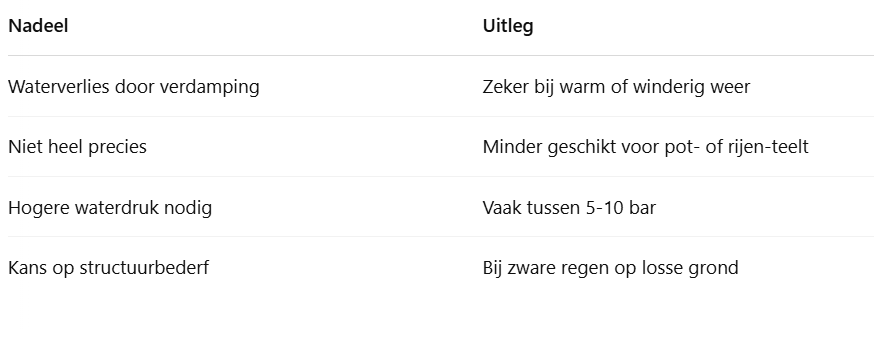 Nadeel Uitleg
Waterverlies door verdamping Zeker bij warm of winderig weer
Niet heel precies Minder geschikt voor pot- of rijen-teelt
Hogere waterdruk nodig Vaak tussen 5-10 bar
Kans op structuurbederf Bij zware regen op losse grond